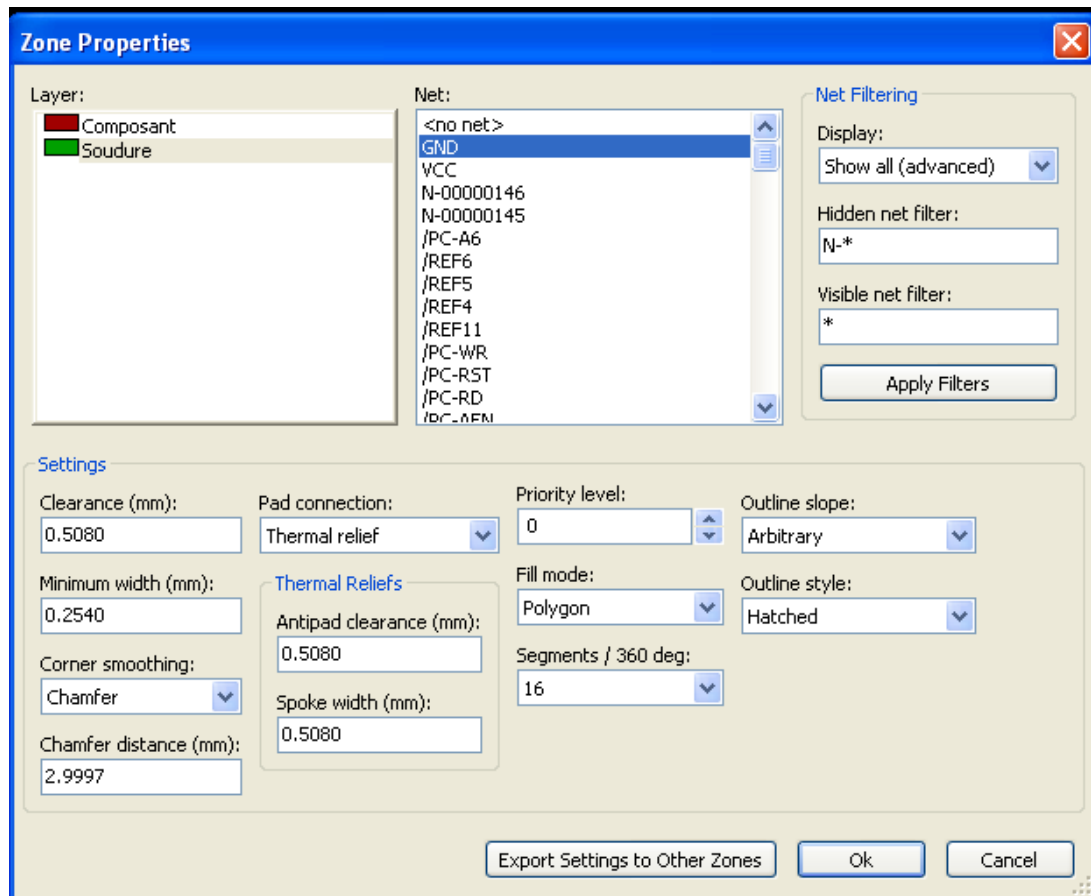 Zone Properties
Layer:
Composant
Soudure
Net:
<no net>
GND
VCC
N-00000146
N-00000145
/PC-A6
/REF6
/REF5
/REF4
/REF11
/PC-WR
/PC-RST
/PC-RD
/PC-AEN
Net Filtering
Display:
Show all (advanced)
Hidden net filter:
N-*
Visible net filter:
*
Apply Filters
Settings
Clearance (mm):
0.5080
Minimum width (mm):
0.2540
Corner smoothing:
Chamfer
Chamfer distance (mm):
2.9997
Pad connection:
Thermal relief
Thermal Reliefs
Antipad clearance (mm):
0.5080
Spoke width (mm):
0.5080
Priority level:
0
Fill mode:
Polygon
Segments / 360 deg:
16
Outline slope:
Arbitrary
Outline style:
Hatched
Export Settings to Other Zones
Ok
Cancel